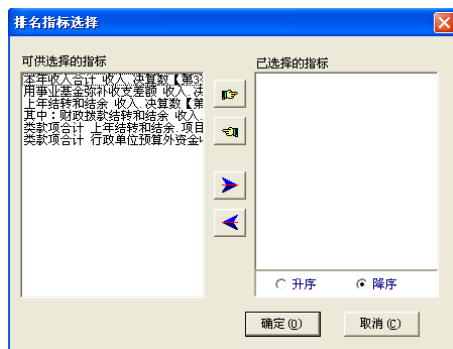 排名指标选择
可供选择的指标
已选择的指标
本年收入合计 收入.决算数【第3
用事业基金弥补收支差额 收入.决
上年结转和结余 收入.决算数【第
其中：财政拨款结转和结余 收入.
类款项合计 上年结转和结余.项目
类款项合计 行政单位预算外资金
升序
降序
确定(O)
取消(C)